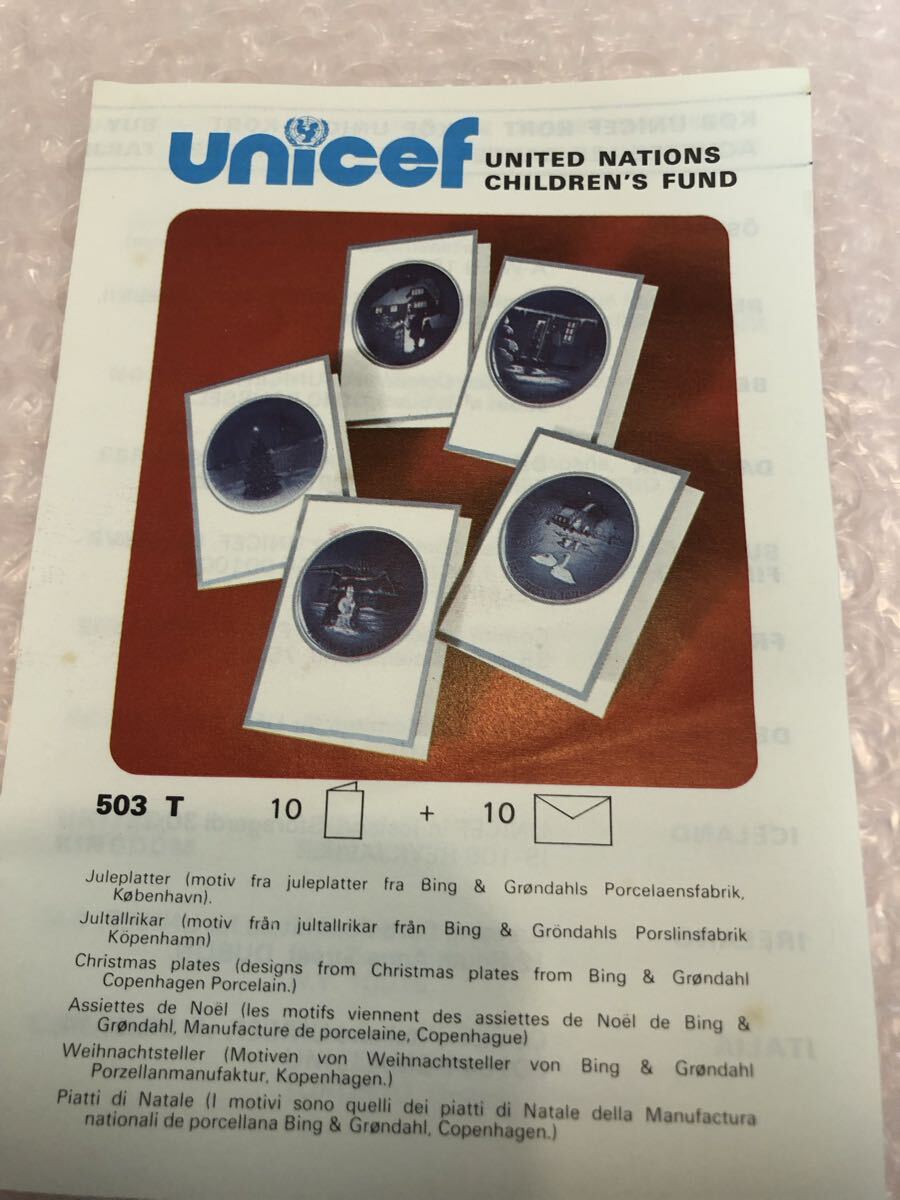 unicef
UNITED NATIONS
CHILDREN'S FUND
503 T 10 + 10
Juleplatter (motiv fra juleplatter fra Bing & Grøndahls Porcelaensfabrik,
København).
Jultallrikar (motiv från jultallrikar från Bing & Gröndahls Porslinsfabrik
Köpenhamn)
Christmas plates (designs from Christmas plates from Bing & Grøndahl
Copenhagen Porcelain.)
Assiettes de Noël (les motifs viennent des assiettes de Noël de Bing &
Grøndahl, Manufacture de porcelaine, Copenhague)
Weihnachtsteller (Motiven von Weihnachtsteller von Bing & Grøndahl
Porzellanmanufaktur, Kopenhagen.)
Piatti di Natale (I motivi sono quelli dei piatti di Natale della Manufactura
nationali de porcellana Bing & Grøndahl, Copenhagen.)